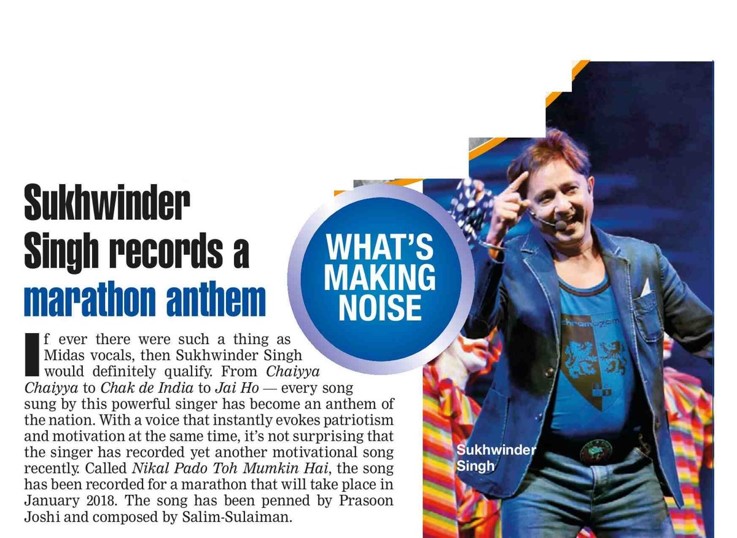 Sukhwinder
Singh records a
marathon anthem
WHAT'S
MAKING
NOISE
If ever there were such a thing as
Midas vocals, then Sukhwinder Singh
would definitely qualify. From Chaiyya
Chaiyya to Chak de India to Jai Ho — every song
sung by this powerful singer has become an anthem of
the nation. With a voice that instantly evokes patriotism
and motivation at the same time, it's not surprising that
the singer has recorded yet another motivational song
recently. Called Nikal Pado Toh Mumkin Hai, the song
has been recorded for a marathon that will take place in
January 2018. The song has been penned by Prasoon
Joshi and composed by Salim-Sulaiman.
Sukhwinder
Singh